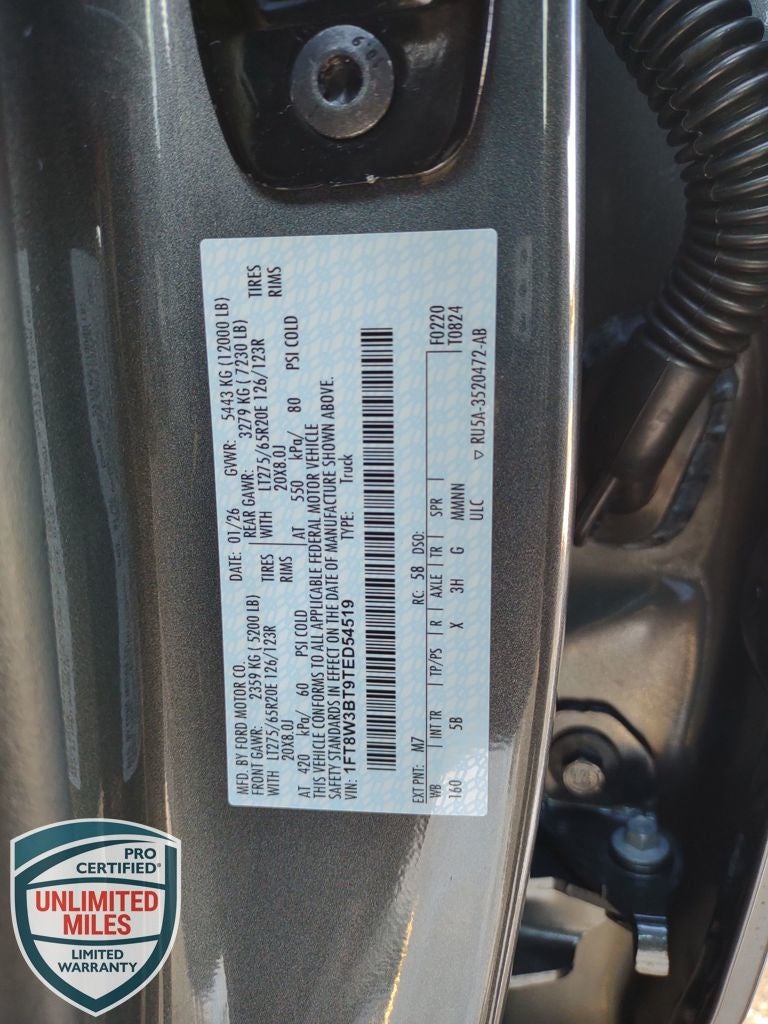 68
MFD. BY FORD MOTOR CO.
DATE: 01/26 GVWR: 5443 KG (12000 LB)
FRONT GAWR: 2359 KG ( 5200 LB)
REAR GAWR: 3279 KG ( 7230 LB)
WITH LT275/65R20E 126/123R TIRES
WITH LT275/65R20E 126/123R TIRES
20X8.0J RIMS
20X8.0J RIMS
AT 420 kPa/ 60 PSI COLD
AT 550 kPa/ 80 PSI COLD
THIS VEHICLE CONFORMS TO ALL APPLICABLE FEDERAL MOTOR VEHICLE
SAFETY STANDARDS IN EFFECT ON THE DATE OF MANUFACTURE SHOWN ABOVE.
VIN: 1FT8W3BT9TED54519 TYPE: Truck
EXT PNT: M7 RC: 58 DSO: F0220
WB INT TR TP/PS R AXLE TR SPR T0824
160 5B X 3H G MMNN
ULC ▽ RU5A-3520472-AB
PRO
CERTIFIED®
UNLIMITED
MILES
LIMITED
WARRANTY